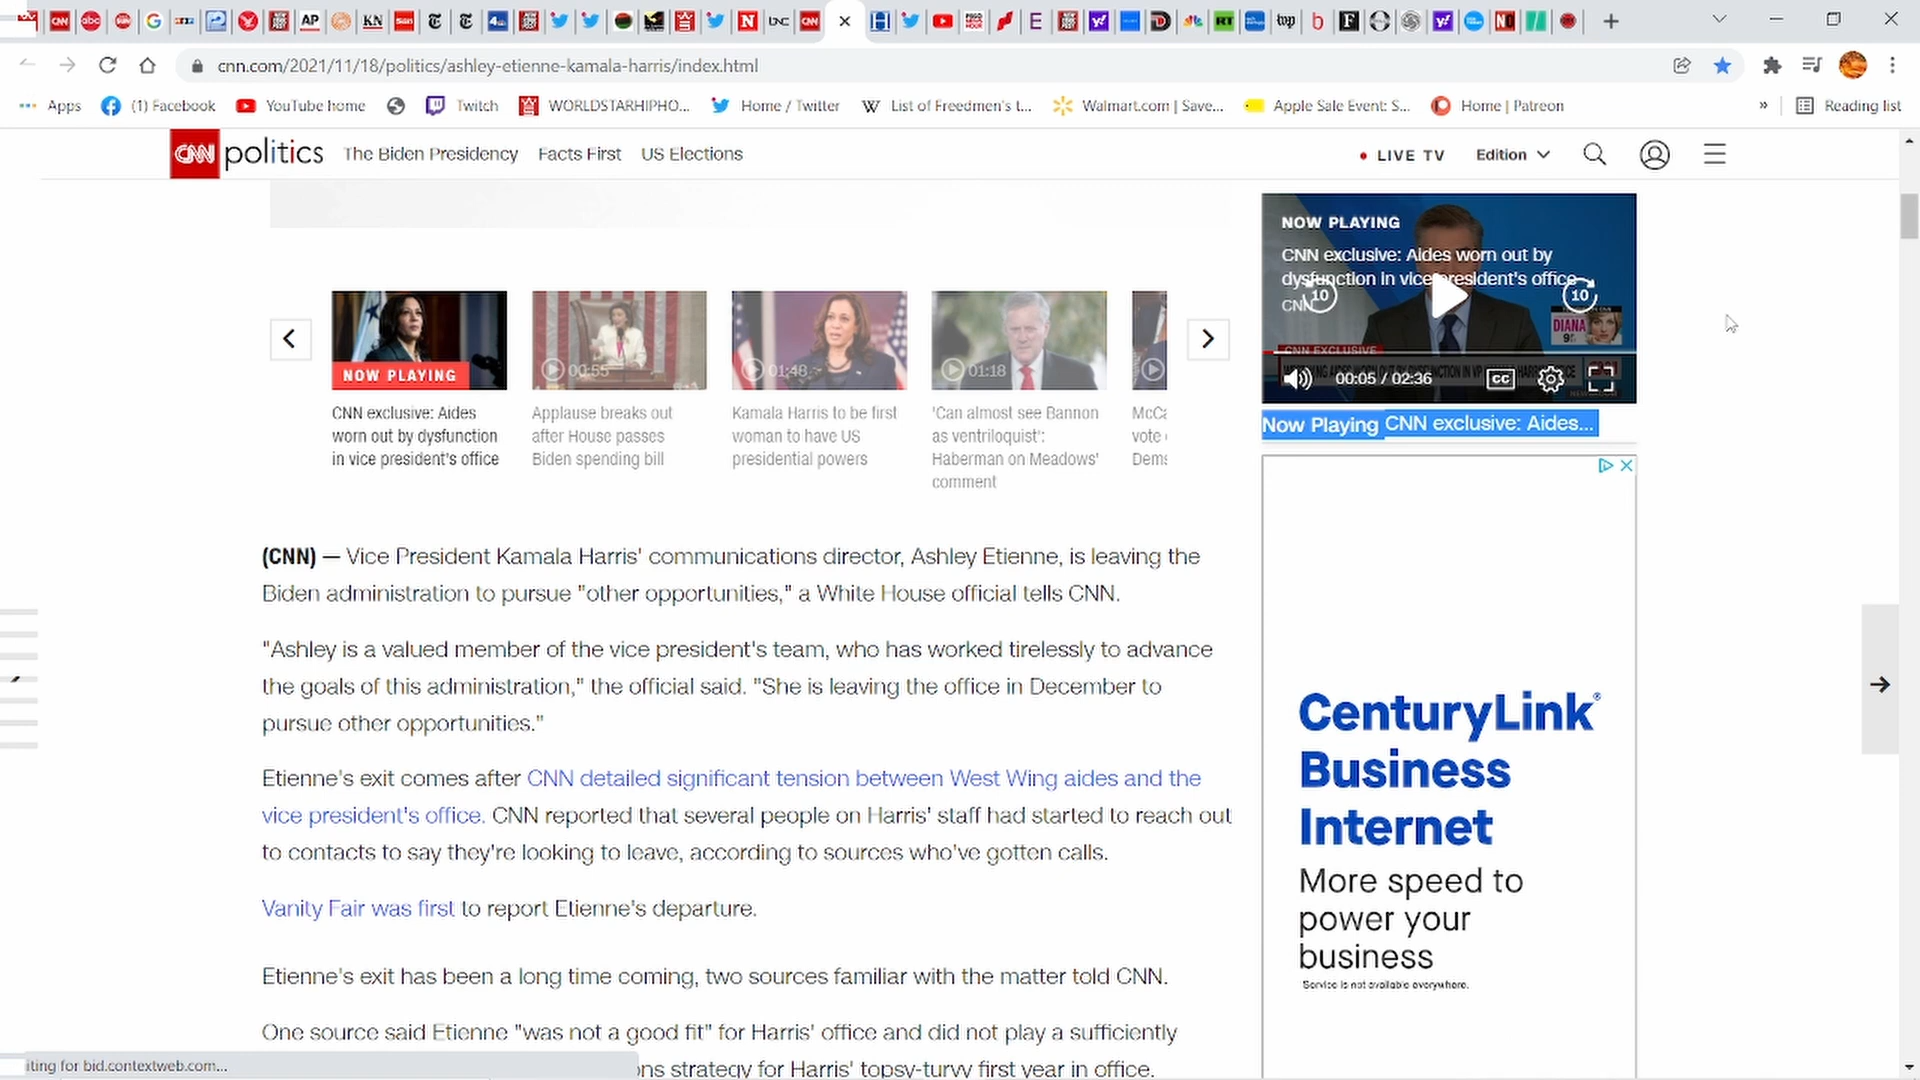 cnn.com/2021/11/18/politics/ashley-etienne-kamala-harris/index.html
Apps
(1) Facebook
YouTube home
Twitch
WORLDSTARHIPHO...
Home / Twitter
List of Freedmen's t...
Walmart.com | Save...
Apple Sale Event: S...
Home | Patreon
»
Reading list
CNN politics
The Biden Presidency
Facts First
US Elections
LIVE TV
Edition
NOW PLAYING
CNN exclusive: Aides worn out by
dysfunction in vice president's office
CNN
10
10
DIANA
CNN EXCLUSIVE
00:05 / 02:36
CC
Now Playing CNN exclusive: Aides...
NOW PLAYING
CNN exclusive: Aides
worn out by dysfunction
in vice president's office
00:55
Applause breaks out
after House passes
Biden spending bill
01:48
Kamala Harris to be first
woman to have US
presidential powers
01:18
'Can almost see Bannon
as ventriloquist':
Haberman on Meadows'
comment
McCa
vote
Dems
(CNN) — Vice President Kamala Harris' communications director, Ashley Etienne, is leaving the
Biden administration to pursue "other opportunities," a White House official tells CNN.
"Ashley is a valued member of the vice president's team, who has worked tirelessly to advance
the goals of this administration," the official said. "She is leaving the office in December to
pursue other opportunities."
Etienne's exit comes after CNN detailed significant tension between West Wing aides and the
vice president's office. CNN reported that several people on Harris' staff had started to reach out
to contacts to say they're looking to leave, according to sources who've gotten calls.
Vanity Fair was first to report Etienne's departure.
Etienne's exit has been a long time coming, two sources familiar with the matter told CNN.
One source said Etienne "was not a good fit" for Harris' office and did not play a sufficiently
ons strategy for Harris' topsy-turvy first year in office.
CenturyLink®
Business
Internet
More speed to
power your
business
Service is not available everywhere.
iting for bid.contextweb.com...